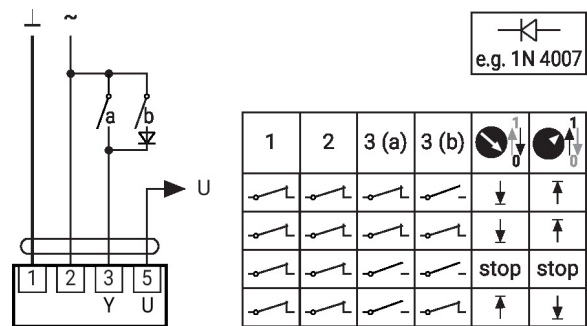 ⊥ ~
e.g. 1N 4007
a b
U
1 2 3 5
Y U
1 2 3 (a) 3 (b) 1 0 1 0
stop stop